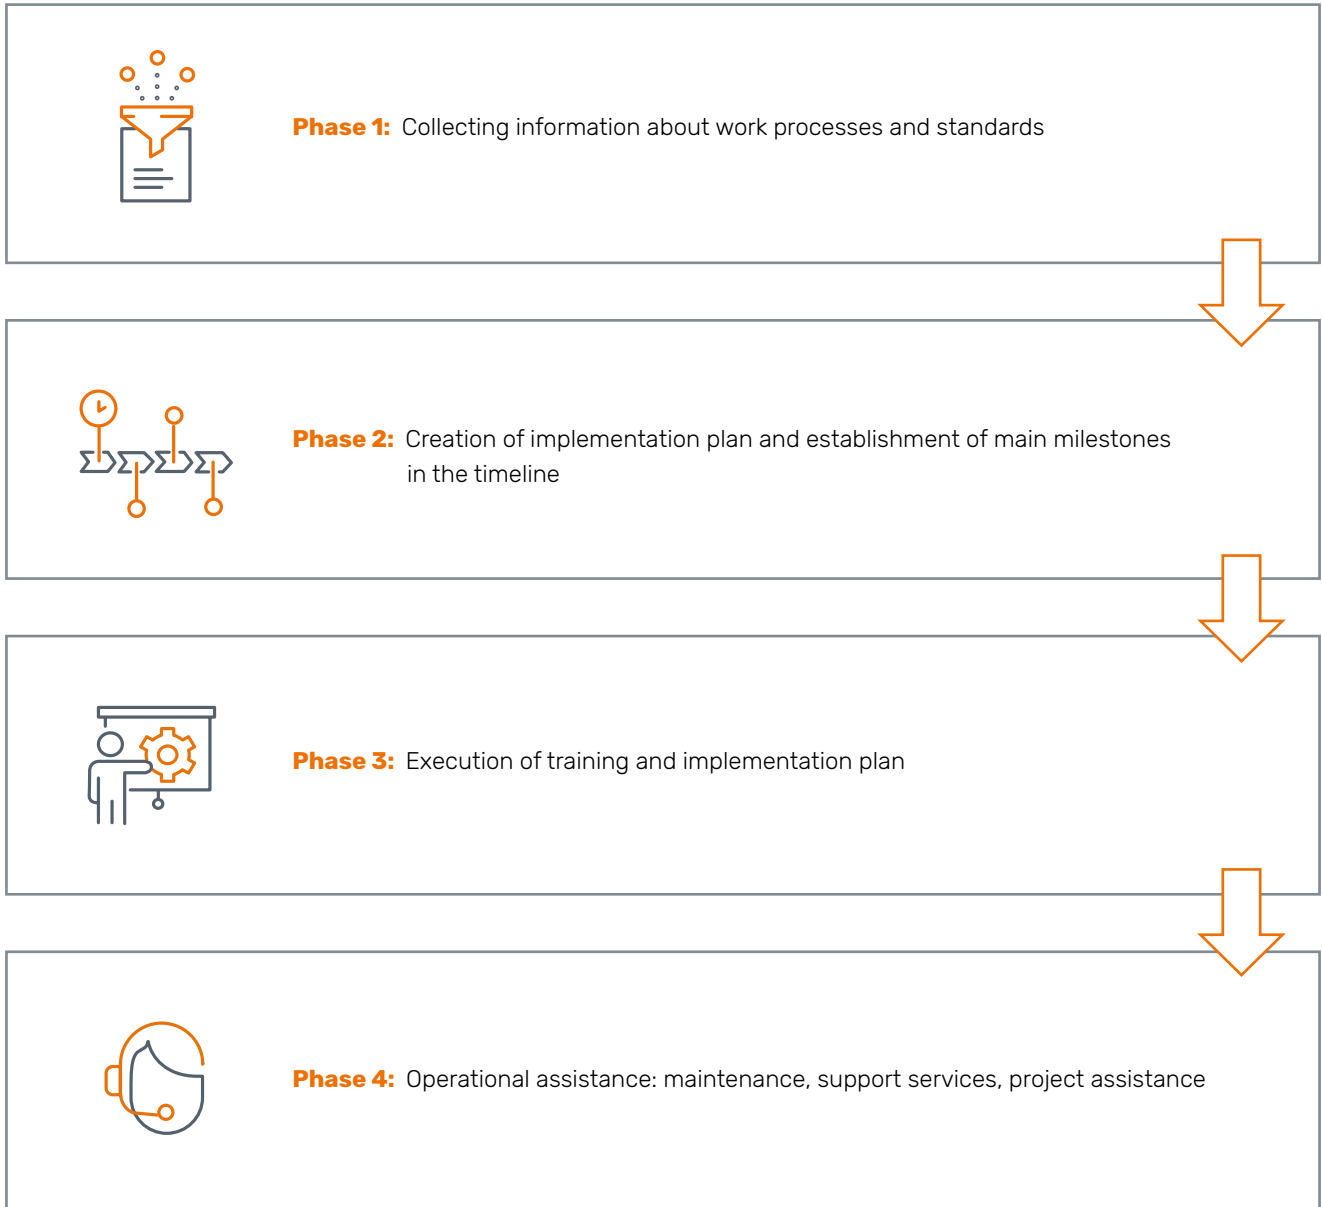 Phase 1: Collecting information about work processes and standards
Phase 2: Creation of implementation plan and establishment of main milestones
in the timeline
Phase 3: Execution of training and implementation plan
Phase 4: Operational assistance: maintenance, support services, project assistance